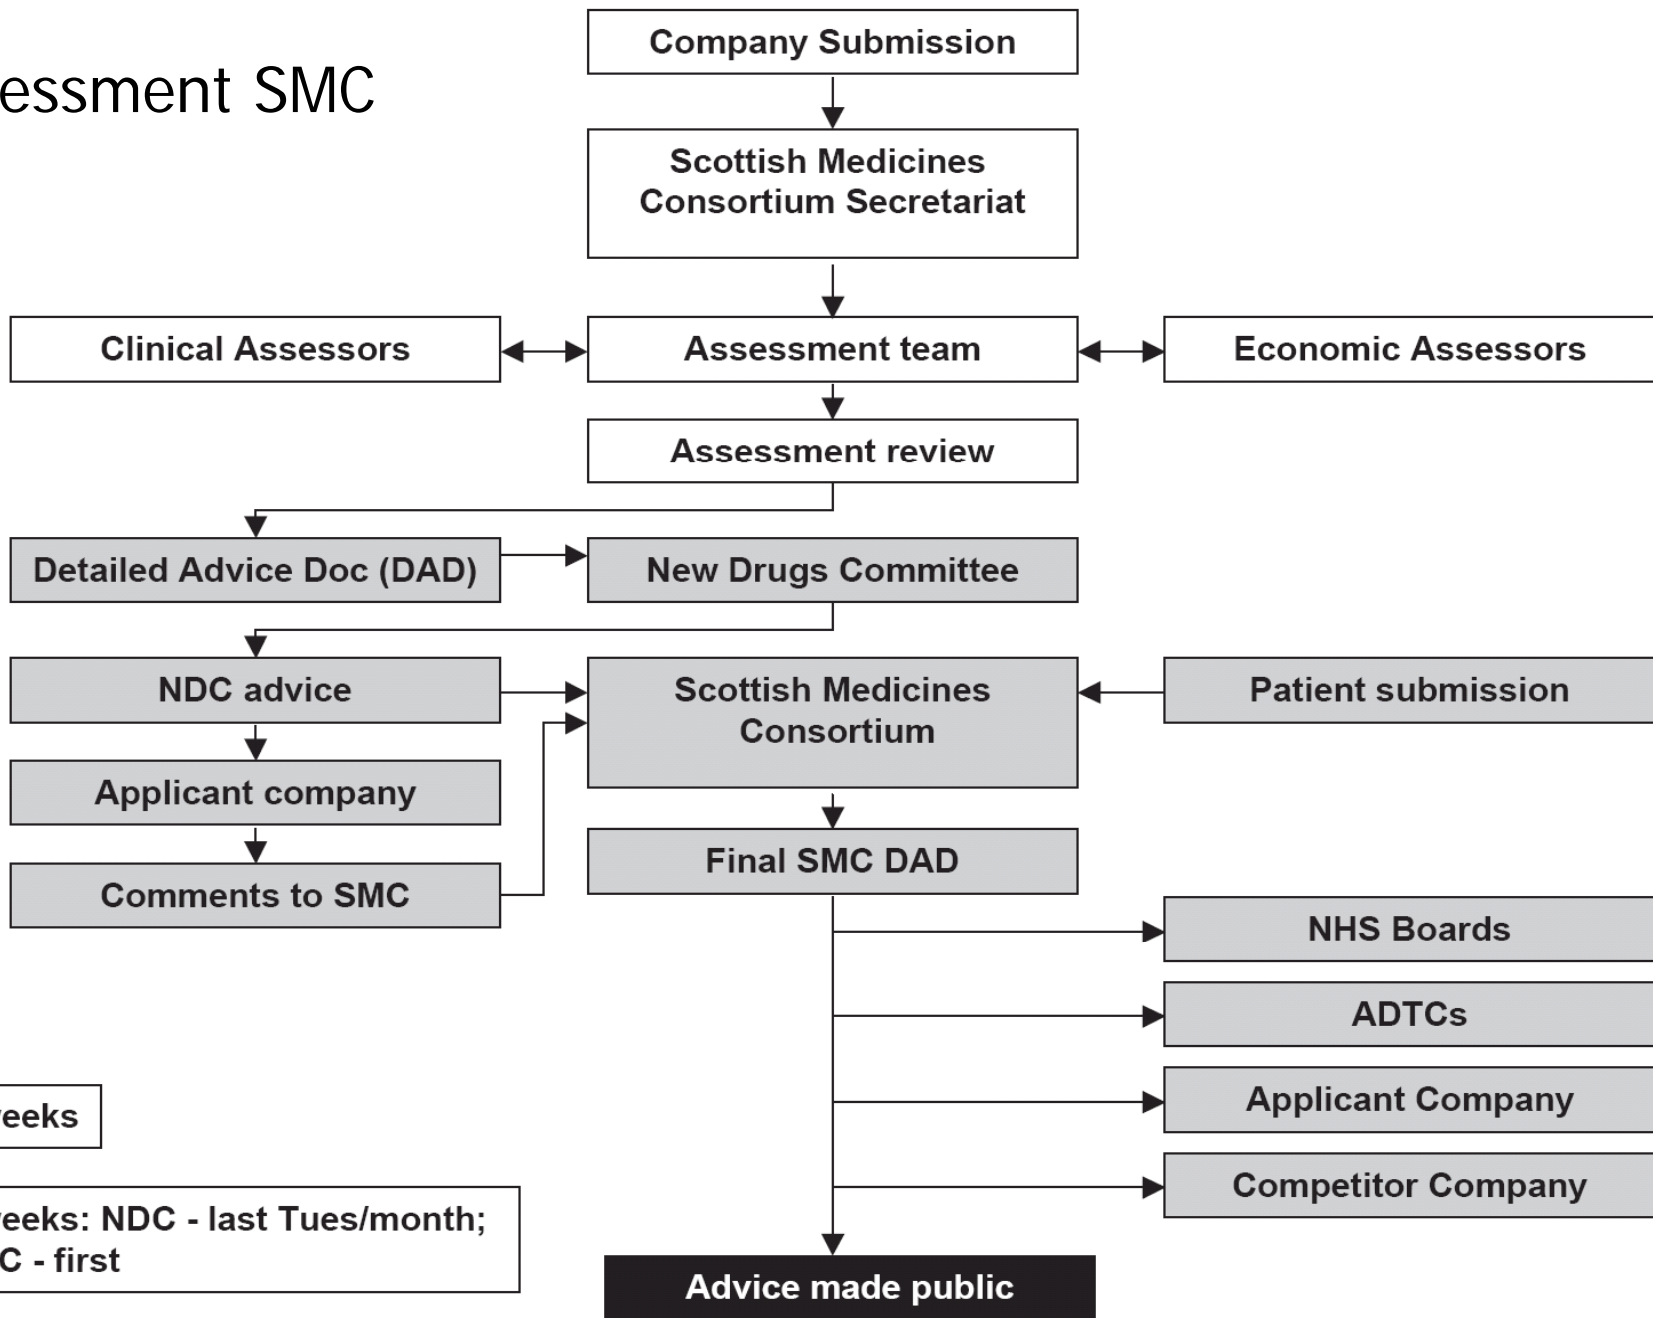 essment SMC
Company Submission
Scottish Medicines
Consortium Secretariat
Clinical Assessors
Assessment team
Economic Assessors
Assessment review
Detailed Advice Doc (DAD)
New Drugs Committee
NDC advice
Scottish Medicines
Consortium
Patient submission
Applicant company
Final SMC DAD
Comments to SMC
NHS Boards
ADTCs
Applicant Company
Competitor Company
eeks
eeks: NDC - last Tues/month;
C - first
Advice made public